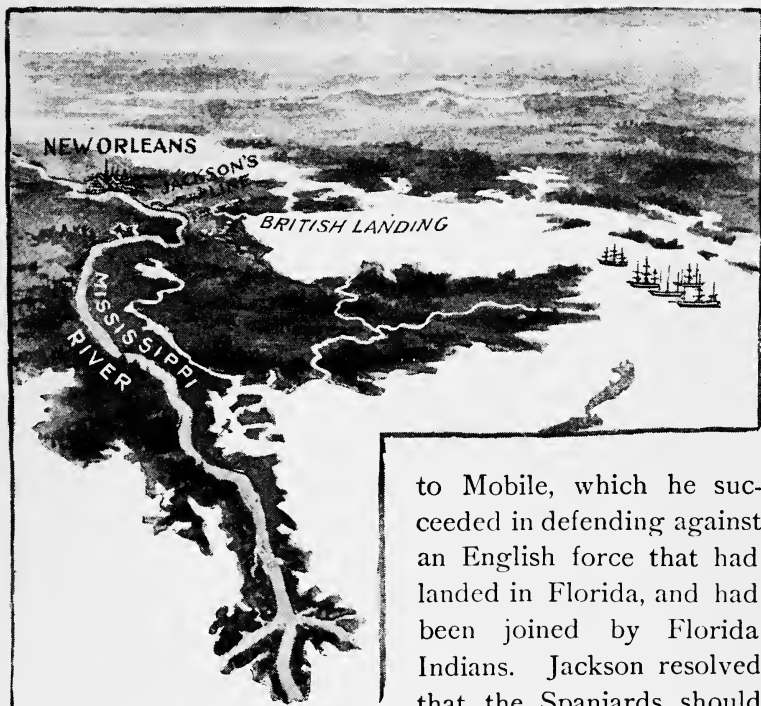 NEW ORLEANS
JACKSON'S
LINE
BRITISH LANDING
MISSISSIPPI
RIVER
to Mobile, which he suc-
ceeded in defending against
an English force that had
landed in Florida, and had
been joined by Florida
Indians. Jackson resolved
that the Spaniards should